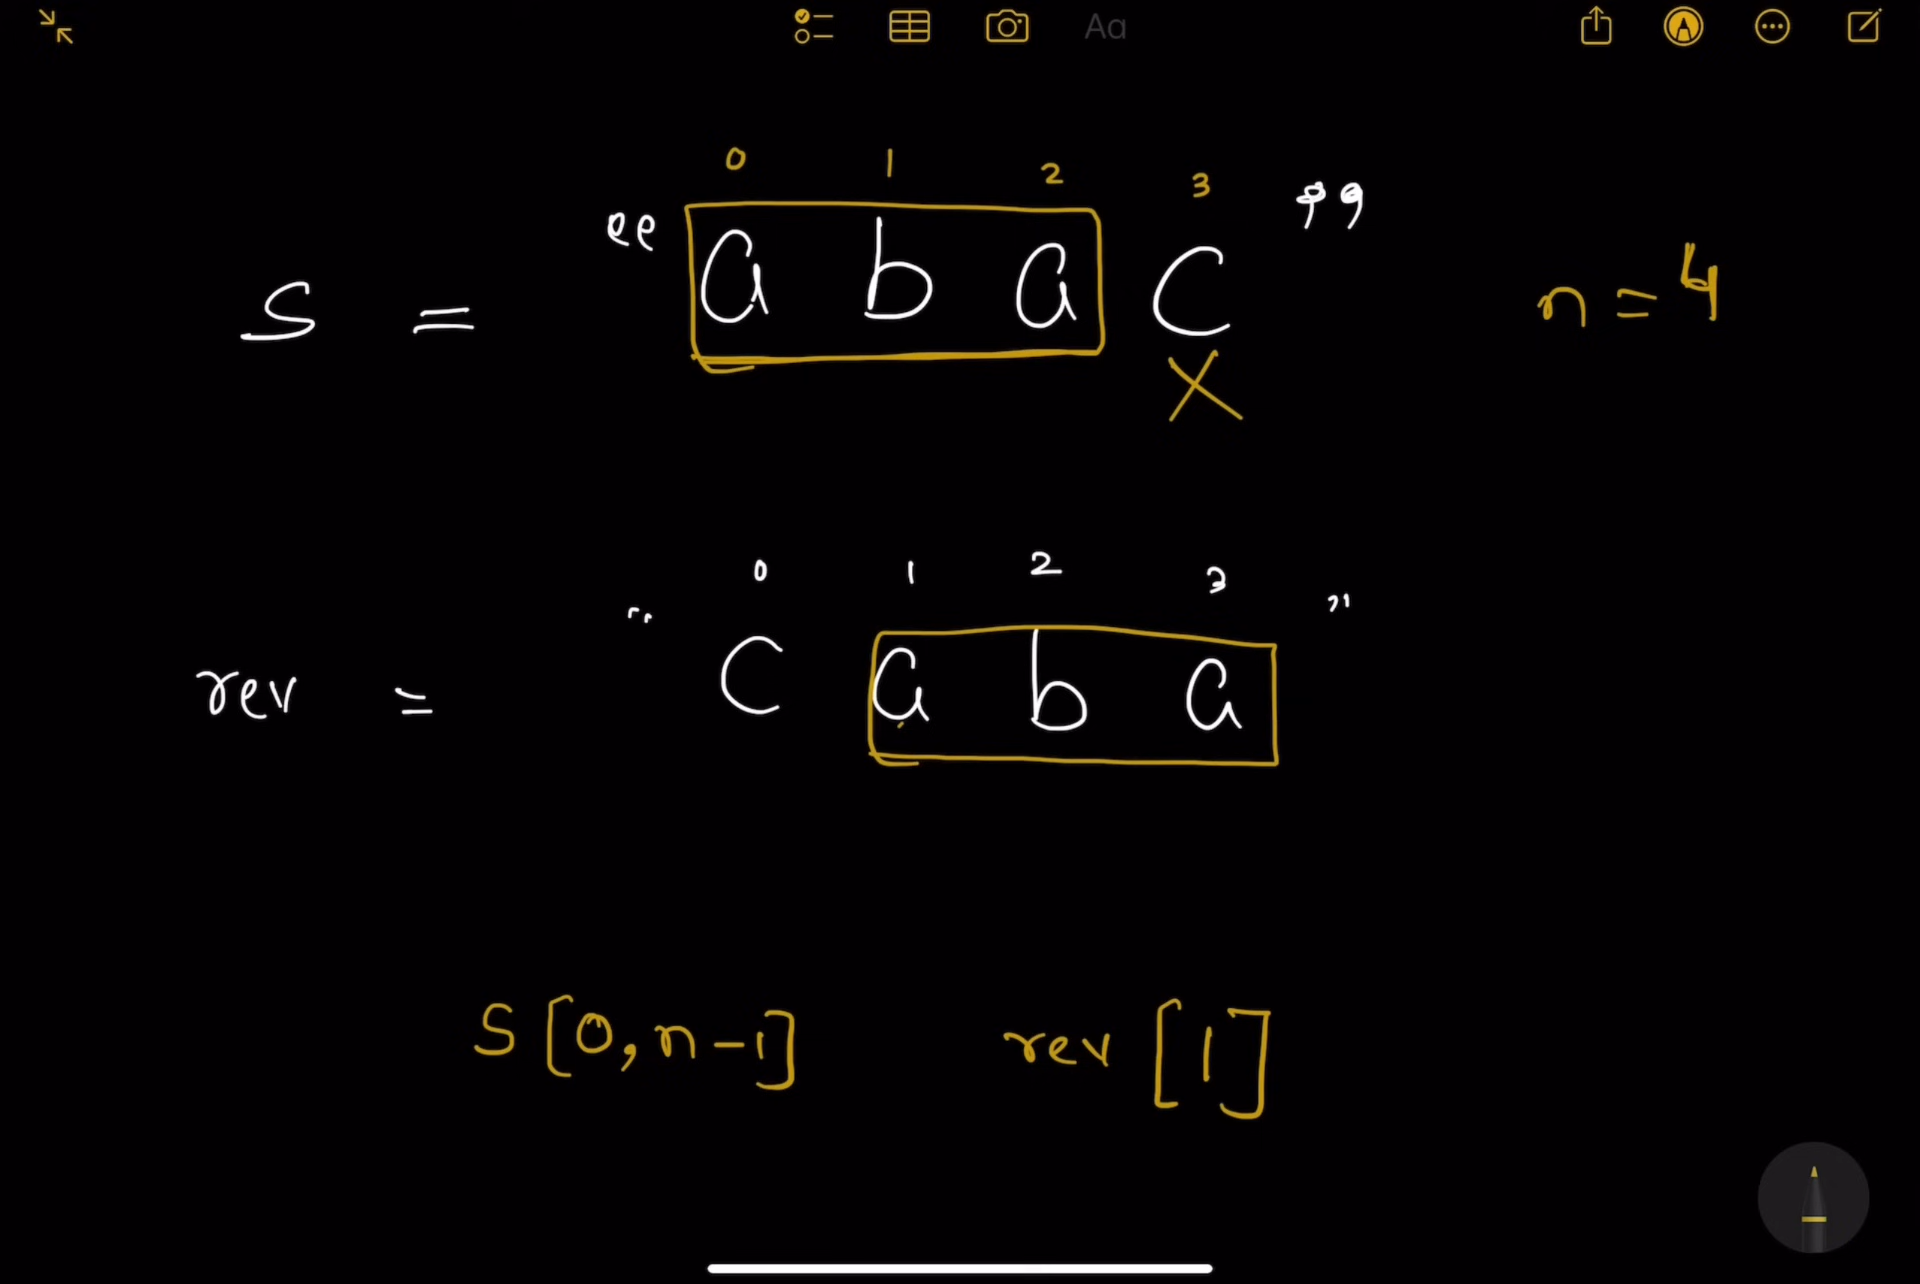 Aa
0 1 2 3
S = "a b a c" n = 4
X
0 1 2 3
rev = "c a b a"
S[0, n-1] rev[1]